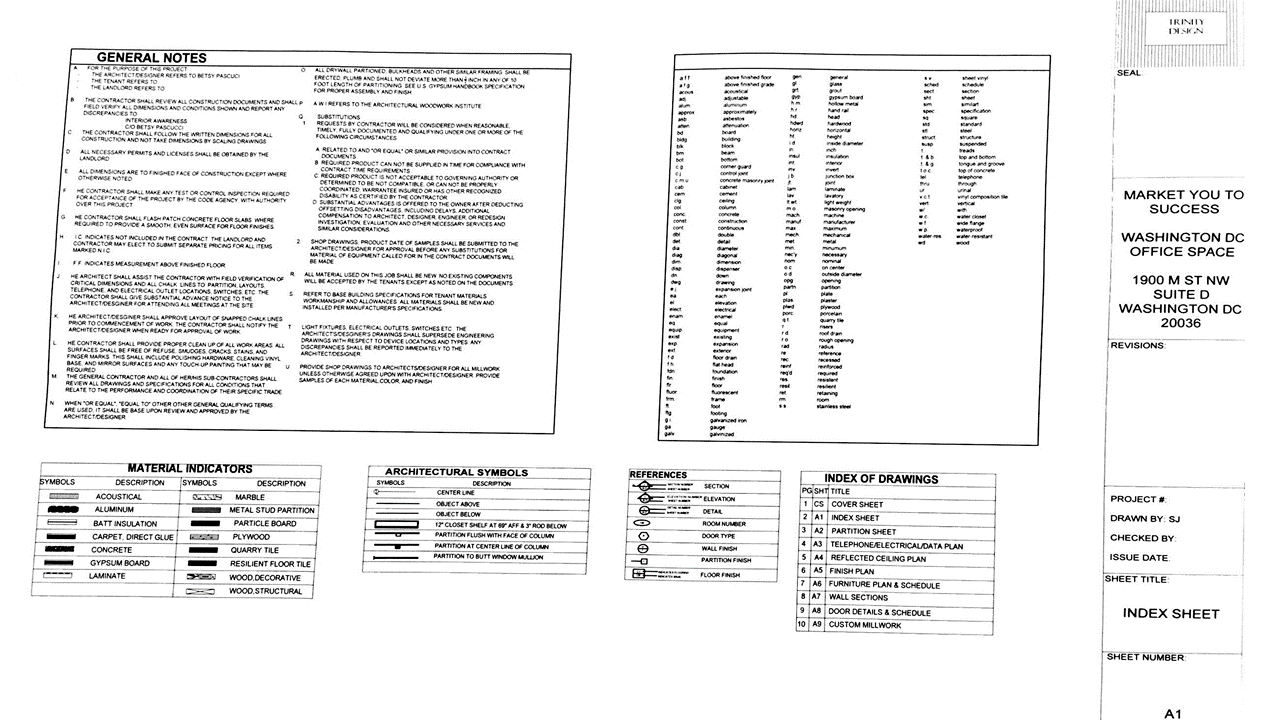 GENERAL NOTES
A. FOR THE PURPOSE OF THIS PROJECT
- THE ARCHITECT/DESIGNER REFERS TO BETSY PASCUCI
- THE TENANT REFERS TO
- THE LANDLORD REFERS TO
B THE CONTRACTOR SHALL REVIEW ALL CONSTRUCTION DOCUMENTS AND SHALL
FIELD VERIFY ALL DIMENSIONS AND CONDITIONS SHOWN AND REPORT ANY
DISCREPANCIES TO
INTERIOR AWARENESS
C/O BETSY PASCUCCI
C THE CONTRACTOR SHALL FOLLOW THE WRITTEN DIMENSIONS FOR ALL
CONSTRUCTION AND NOT TAKE DIMENSIONS BY SCALING DRAWINGS
D ALL NECESSARY PERMITS AND LICENSES SHALL BE OBTAINED BY THE
LANDLORD
E ALL DIMENSIONS ARE TO FINISHED FACE OF CONSTRUCTION EXCEPT WHERE
OTHERWISE NOTED
F HE CONTRACTOR SHALL MAKE ANY TEST OR CONTROL INSPECTION REQUIRED
FOR ACCEPTANCE OF THE PROJECT BY THE CODE AGENCY, WITH AUTHORITY
OVER THIS PROJECT
G HE CONTRACTOR SHALL FLASH PATCH CONCRETE FLOOR SLABS WHERE
REQUIRED TO PROVIDE A SMOOTH, EVEN SURFACE FOR FLOOR FINISHES
H I.C. INDICATES NOT INCLUDED IN THE CONTRACT. THE LANDLORD AND
CONTRACTOR MAY ELECT TO SUBMIT SEPARATE PRICING FOR ALL ITEMS
MARKED N.I.C.
I F F INDICATES MEASUREMENT ABOVE FINISHED FLOOR
J HE ARCHITECT SHALL ASSIST THE CONTRACTOR WITH FIELD VERIFICATION OF
CRITICAL DIMENSIONS AND ALL CHALK LINES TO PARTITION, LAYOUTS,
TELEPHONE, AND ELECTRICAL OUTLET LOCATIONS, SWITCHES, ETC. THE
CONTRACTOR SHALL GIVE SUBSTANTIAL ADVANCE NOTICE TO THE
ARCHITECT/DESIGNER FOR ATTENDING ALL MEETINGS AT THE SITE
K. HE ARCHITECT/DESIGNER SHALL APPROVE LAYOUT OF SNAPPED CHALK LINES
PRIOR TO COMMENCEMENT OF WORK. THE CONTRACTOR SHALL NOTIFY THE
ARCHITECT/DESIGNER WHEN READY FOR APPROVAL OF WORK
L. HE CONTRACTOR SHALL PROVIDE PROPER CLEAN UP OF ALL WORK AREAS. ALL
SURFACES SHALL BE FREE OF REFUSE, SMUDGES, CRACKS, STAINS, AND
FINGER MARKS. THIS SHALL INCLUDE POLISHING HARDWARE, CLEANING VINYL
BASE, AND MIRROR SURFACES AND ANY TOUCH UP PAINTING THAT MAY BE
REQUIRED
M. THE GENERAL CONTRACTOR AND ALL OF HER/HIS SUB-CONTRACTORS SHALL
REVIEW ALL DRAWINGS AND SPECIFICATIONS FOR ALL CONDITIONS THAT
RELATE TO THE PERFORMANCE AND COORDINATION OF THEIR SPECIFIC TRADE
N WHEN "OR EQUAL", "EQUAL TO" OTHER OTHER GENERAL QUALIFYING TERMS
ARE USED, IT SHALL BE BASE UPON REVIEW AND APPROVED BY THE
ARCHITECT/DESIGNER
O ALL DRYWALL PARTIONED, BULKHEADS AND OTHER SIMILAR FRAMING SHALL BE
ERECTED, PLUMB AND SHALL NOT DEVIATE MORE THAN INCH IN ANY OF 10
FOOT LENGTH OF PARTITIONING. SEE U.S. GYPSUM HANDBOOK SPECIFICATION
FOR PROPER ASSEMBLY AND FINISH
P A W I REFERS TO THE ARCHITECTURAL WOODWORK INSTITUTE
Q SUBSTITUTIONS
1 REQUESTS BY CONTRACTOR WILL BE CONSIDERED WHEN REASONABLE,
TIMELY, FULLY DOCUMENTED AND QUALIFYING UNDER ONE OR MORE OF THE
FOLLOWING CIRCUMSTANCES
A. RELATED TO AND "OR EQUAL" OR SIMILAR PROVISION INTO CONTRACT
DOCUMENTS
B REQUIRED PRODUCT CAN NOT BE SUPPLIED IN TIME FOR COMPLIANCE WITH
CONTRACT TIME REQUIREMENTS
C REQUIRED PRODUCT IS NOT ACCEPTABLE TO GOVERNING AUTHORITY OR
DETERMINED TO BE NOT COMPATIBLE, OR CAN NOT BE PROPERLY
COORDINATED, WARRANTEE INSURED OR HAS OTHER RECOGNIZED
DISABILITY AS CERTIFIED BY THE CONTRACTOR
D SUBSTANTIAL ADVANTAGES IS OFFERED TO THE OWNER AFTER DEDUCTING
OFFSETTING DISADVANTAGES, INCLUDING DELAYS, ADDITIONAL
COMPENSATION TO ARCHITECT, DESIGNER, ENGINEER, OR REDESIGN
INVESTIGATION, EVALUATION AND OTHER NECESSARY SERVICES AND
SIMILAR CONSIDERATIONS.
2. SHOP DRAWINGS, PRODUCT DATE OF SAMPLES SHALL BE SUBMITTED TO THE
ARCHITECT/DESIGNER FOR APPROVAL BEFORE ANY SUBSTITUTIONS FOR
MATERIAL OF EQUIPMENT CALLED FOR IN THE CONTRACT DOCUMENTS WILL
BE MADE
R. ALL MATERIAL USED ON THIS JOB SHALL BE NEW. NO EXISTING COMPONENTS
WILL BE ACCEPTED BY THE TENANTS EXCEPT AS NOTED ON THE DOCUMENTS
S REFER TO BASE BUILDING SPECIFICATIONS FOR TENANT MATERIALS
WORKMANSHIP AND ALLOWANCES. ALL MATERIALS SHALL BE NEW AND
INSTALLED PER MANUFACTURER'S SPECIFICATIONS.
T LIGHT FIXTURES, ELECTRICAL OUTLETS, SWITCHES ETC. THE
ARCHITECTS/DESIGNER'S DRAWINGS SHALL SUPERSEDE ENGINEERING
DRAWINGS WITH RESPECT TO DEVICE LOCATIONS AND TYPES. ANY
DISCREPANCIES SHALL BE REPORTED IMMEDIATELY TO THE
ARCHITECT/DESIGNER
U PROVIDE SHOP DRAWINGS TO ARCHITECTS/DESIGNER FOR ALL MILLWORK
UNLESS OTHERWISE AGREED UPON WITH ARCHITECT/DESIGNER. PROVIDE
SAMPLES OF EACH MATERIAL,COLOR, AND FINISH
a f f above finished floor
a f g above finished grade
acous acoustical
adj. adjustable
alum aluminum
approx approximately
asb asbestos
atten attenuation
bd board
bldg building
blk block
bm beam
bot bottom
c g corner guard
c j control joint
c m u concrete masonry joint
cab cabinet
cem cement
clg ceiling
col column
conc. concrete
const. construction
cont. continuous
dbl double
det detail
dia diameter
diag diagonal
dim dimension
disp dispenser
dn down
dwg drawing
e j expansion joint
ea each
el elevation
elect electrical
enam enamel
eq equal
equip equipment
exist existing
exp expansion
ext exterior
f d floor drain
f h flat head
fdn foundation
fin finish
flr floor
fluor fluorescent
frm frame
ft foot
ftg footing
g i galvanized iron
ga gauge
galv galvinized
gen general
gl glass
grt grout
gyp gypsum board
h m hollow metal
h r hand rail
hd head
hdwd hardwood
horiz horizontal
ht height
i d inside diameter
in inch
insul insulation
int interior
inv invert
j b junction box
jt joint
lam laminate
lav lavatory
lt wt light weight
m o masonry opening
mach machine
manuf manufacturer
max maximum
mech mechanical
met metal
min. minimum
nec'y necessary
nom nominal
o c on center
o d outside diameter
opg opening
partn partition
pl plate
plas plaster
plwd plywood
porc porcelain
q t quarry tile
r risers
r d roof drain
r o rough opening
rad radius
re reference
rec recessed
reinf reinforced
req'd required
res resistent
resil resilient
ret retaining
rm room
s s stainless steel
s v sheet vinyl
sched schedule
sect section
sht sheet
sim similart
spec specification
sq square
std standard
stl steel
struct structure
susp suspended
t treads
t & b top and bottom
t & g tongue and groove
t o c top of concrete
tel telephone
thru through
ur urinal
v c t vinyl composition tile
vert vertical
w/ with
w c water closet
w f wide flange
w p waterproof
water-res water-resistant
wd wood
MATERIAL INDICATORS
SYMBOLS DESCRIPTION SYMBOLS DESCRIPTION
ACOUSTICAL MARBLE
ALUMINUM METAL STUD PARTITION
BATT INSULATION PARTICLE BOARD
CARPET, DIRECT GLUE PLYWOOD
CONCRETE QUARRY TILE
GYPSUM BOARD RESILIENT FLOOR TILE
LAMINATE WOOD,DECORATIVE
WOOD,STRUCTURAL
ARCHITECTURAL SYMBOLS
SYMBOLS DESCRIPTION
CENTER LINE
OBJECT ABOVE
OBJECT BELOW
12" CLOSET SHELF AT 69" AFF & 3" ROD BELOW
PARTITION FLUSH WITH FACE OF COLUMN
PARTITION AT CENTER LINE OF COLUMN
PARTITION TO BUTT WINDOW MULLION
REFERENCES
SECTION
ELEVATION
DETAIL
ROOM NUMBER
DOOR TYPE
WALL FINISH
PARTITION FINISH
FLOOR FINISH
INDEX OF DRAWINGS
PG SHT TITLE
1 CS COVER SHEET
2 A1 INDEX SHEET
3 A2 PARTITION SHEET
4 A3 TELEPHONE/ELECTRICAL/DATA PLAN
5 A4 REFLECTED CEILING PLAN
6 A5 FINISH PLAN
7 A6 FURNITURE PLAN & SCHEDULE
8 A7 WALL SECTIONS
9 A8 DOOR DETAILS & SCHEDULE
10 A9 CUSTOM MILLWORK
TRINITY
DESIGN
SEAL:
MARKET YOU TO
SUCCESS
WASHINGTON DC
OFFICE SPACE
1900 M ST NW
SUITE D
WASHINGTON DC
20036
REVISIONS:
PROJECT #:
DRAWN BY: SJ
CHECKED BY:
ISSUE DATE:
SHEET TITLE:
INDEX SHEET
SHEET NUMBER:
A1